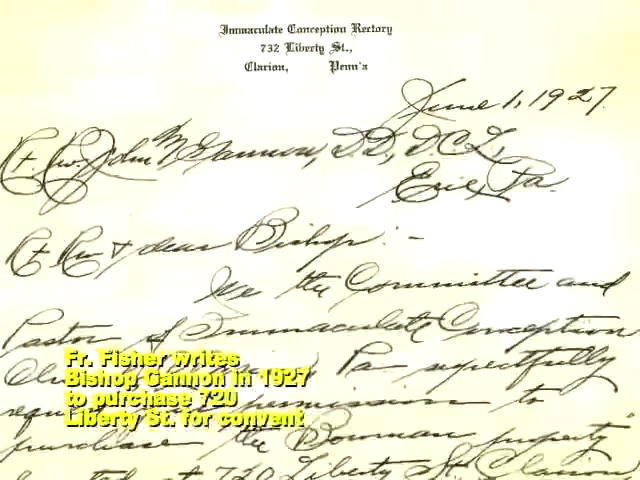 Immaculate Conception Rectory
732 Liberty St.,
Clarion, Penn'a
June 1, 1927.
Rt. Rev. John M. Gannon, D.D., D.C.L.,
Erie, Pa.
Rt Rev & dear Bishop:-
We the Committee and
Pastor of Immaculate Conception
Pa respectfully
permission to
purchase the "Bowman property"
at 720 Liberty St., Clarion
Fr. Fisher writes
Bishop Gannon in 1927
to purchase 720
Liberty St. for convent